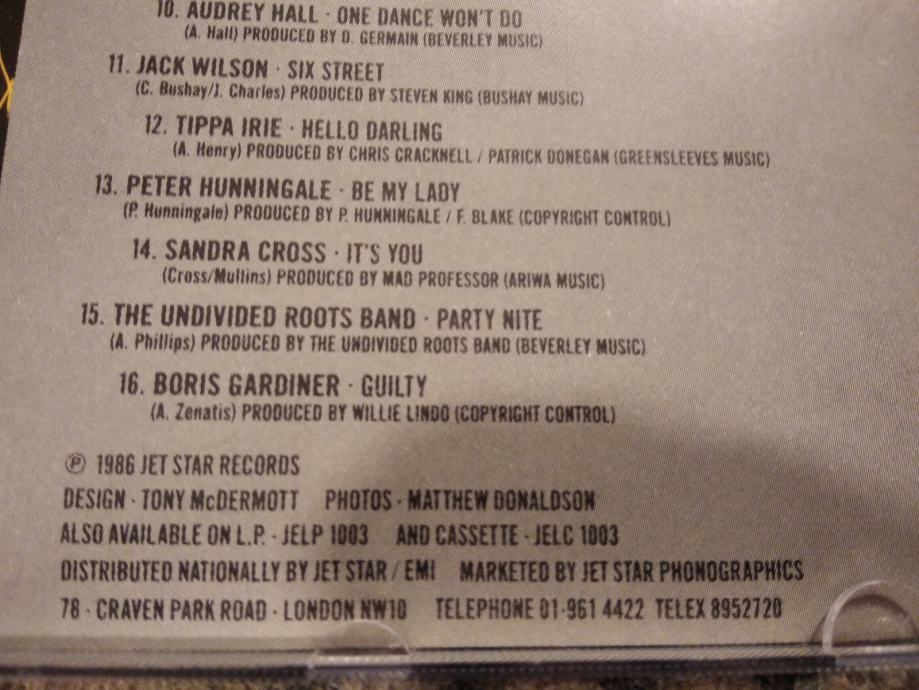 10. AUDREY HALL · ONE DANCE WON'T DO
(A. Hall) PRODUCED BY D. GERMAIN (BEVERLEY MUSIC)
11. JACK WILSON · SIX STREET
(C. Bushay/J. Charles) PRODUCED BY STEVEN KING (BUSHAY MUSIC)
12. TIPPA IRIE · HELLO DARLING
(A. Henry) PRODUCED BY CHRIS CRACKNELL / PATRICK DONEGAN (GREENSLEEVES MUSIC)
13. PETER HUNNINGALE · BE MY LADY
(P. Hunningale) PRODUCED BY P. HUNNINGALE / F. BLAKE (COPYRIGHT CONTROL)
14. SANDRA CROSS · IT'S YOU
(Cross/Mullins) PRODUCED BY MAD PROFESSOR (ARIWA MUSIC)
15. THE UNDIVIDED ROOTS BAND · PARTY NITE
(A. Phillips) PRODUCED BY THE UNDIVIDED ROOTS BAND (BEVERLEY MUSIC)
16. BORIS GARDINER · GUILTY
(A. Zenatis) PRODUCED BY WILLIE LINDO (COPYRIGHT CONTROL)
℗ 1986 JET STAR RECORDS
DESIGN · TONY McDERMOTT PHOTOS · MATTHEW DONALDSON
ALSO AVAILABLE ON L.P. · JELP 1003 AND CASSETTE · JELC 1003
DISTRIBUTED NATIONALLY BY JET STAR / EMI MARKETED BY JET STAR PHONOGRAPHICS
78 · CRAVEN PARK ROAD · LONDON NW10 TELEPHONE 01-961 4422 TELEX 8952720